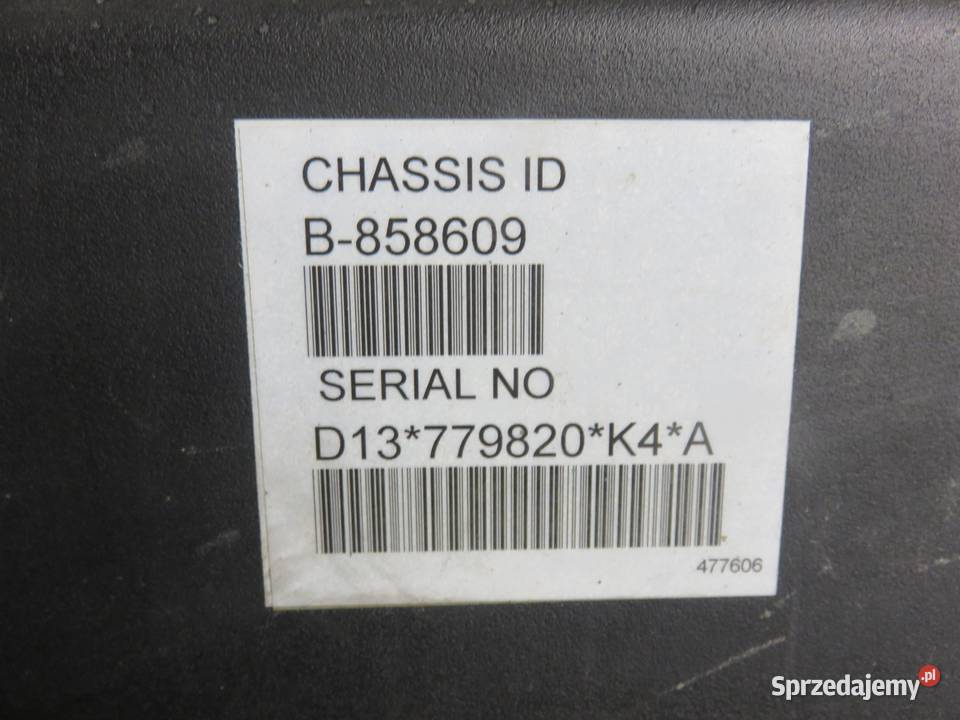 CHASSIS ID
B-858609
SERIAL NO
D13*779820*K4*A
477606
Sprzedajemy.pl